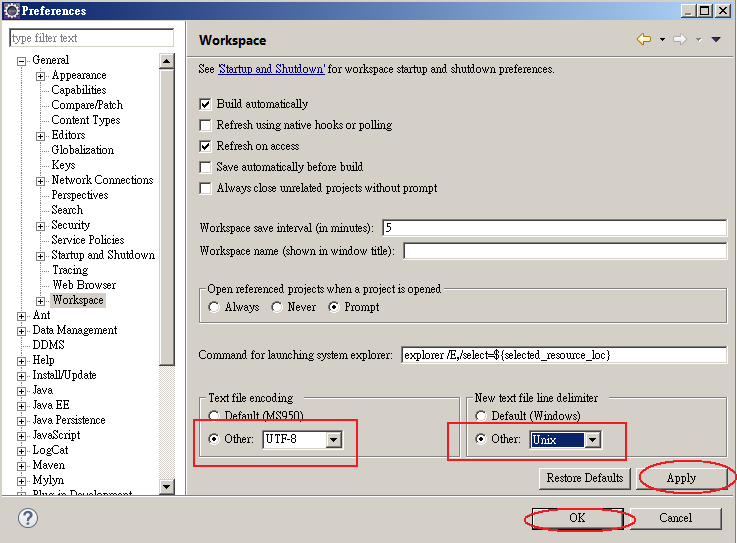 Preferences
type filter text
General
Appearance
Capabilities
Compare/Patch
Content Types
Editors
Globalization
Keys
Network Connections
Perspectives
Search
Security
Service Policies
Startup and Shutdown
Tracing
Web Browser
Workspace
Ant
Data Management
DDMS
Help
Install/Update
Java
Java EE
Java Persistence
JavaScript
LogCat
Maven
Mylyn
Plug-in Development
Workspace
See 'Startup and Shutdown' for workspace startup and shutdown preferences.
Build automatically
Refresh using native hooks or polling
Refresh on access
Save automatically before build
Always close unrelated projects without prompt
Workspace save interval (in minutes): 5
Workspace name (shown in window title):
Open referenced projects when a project is opened
Always Never Prompt
Command for launching system explorer: explorer /E,/select=${selected_resource_loc}
Text file encoding
Default (MS950)
Other: UTF-8
New text file line delimiter
Default (Windows)
Other: Unix
Restore Defaults Apply
OK Cancel